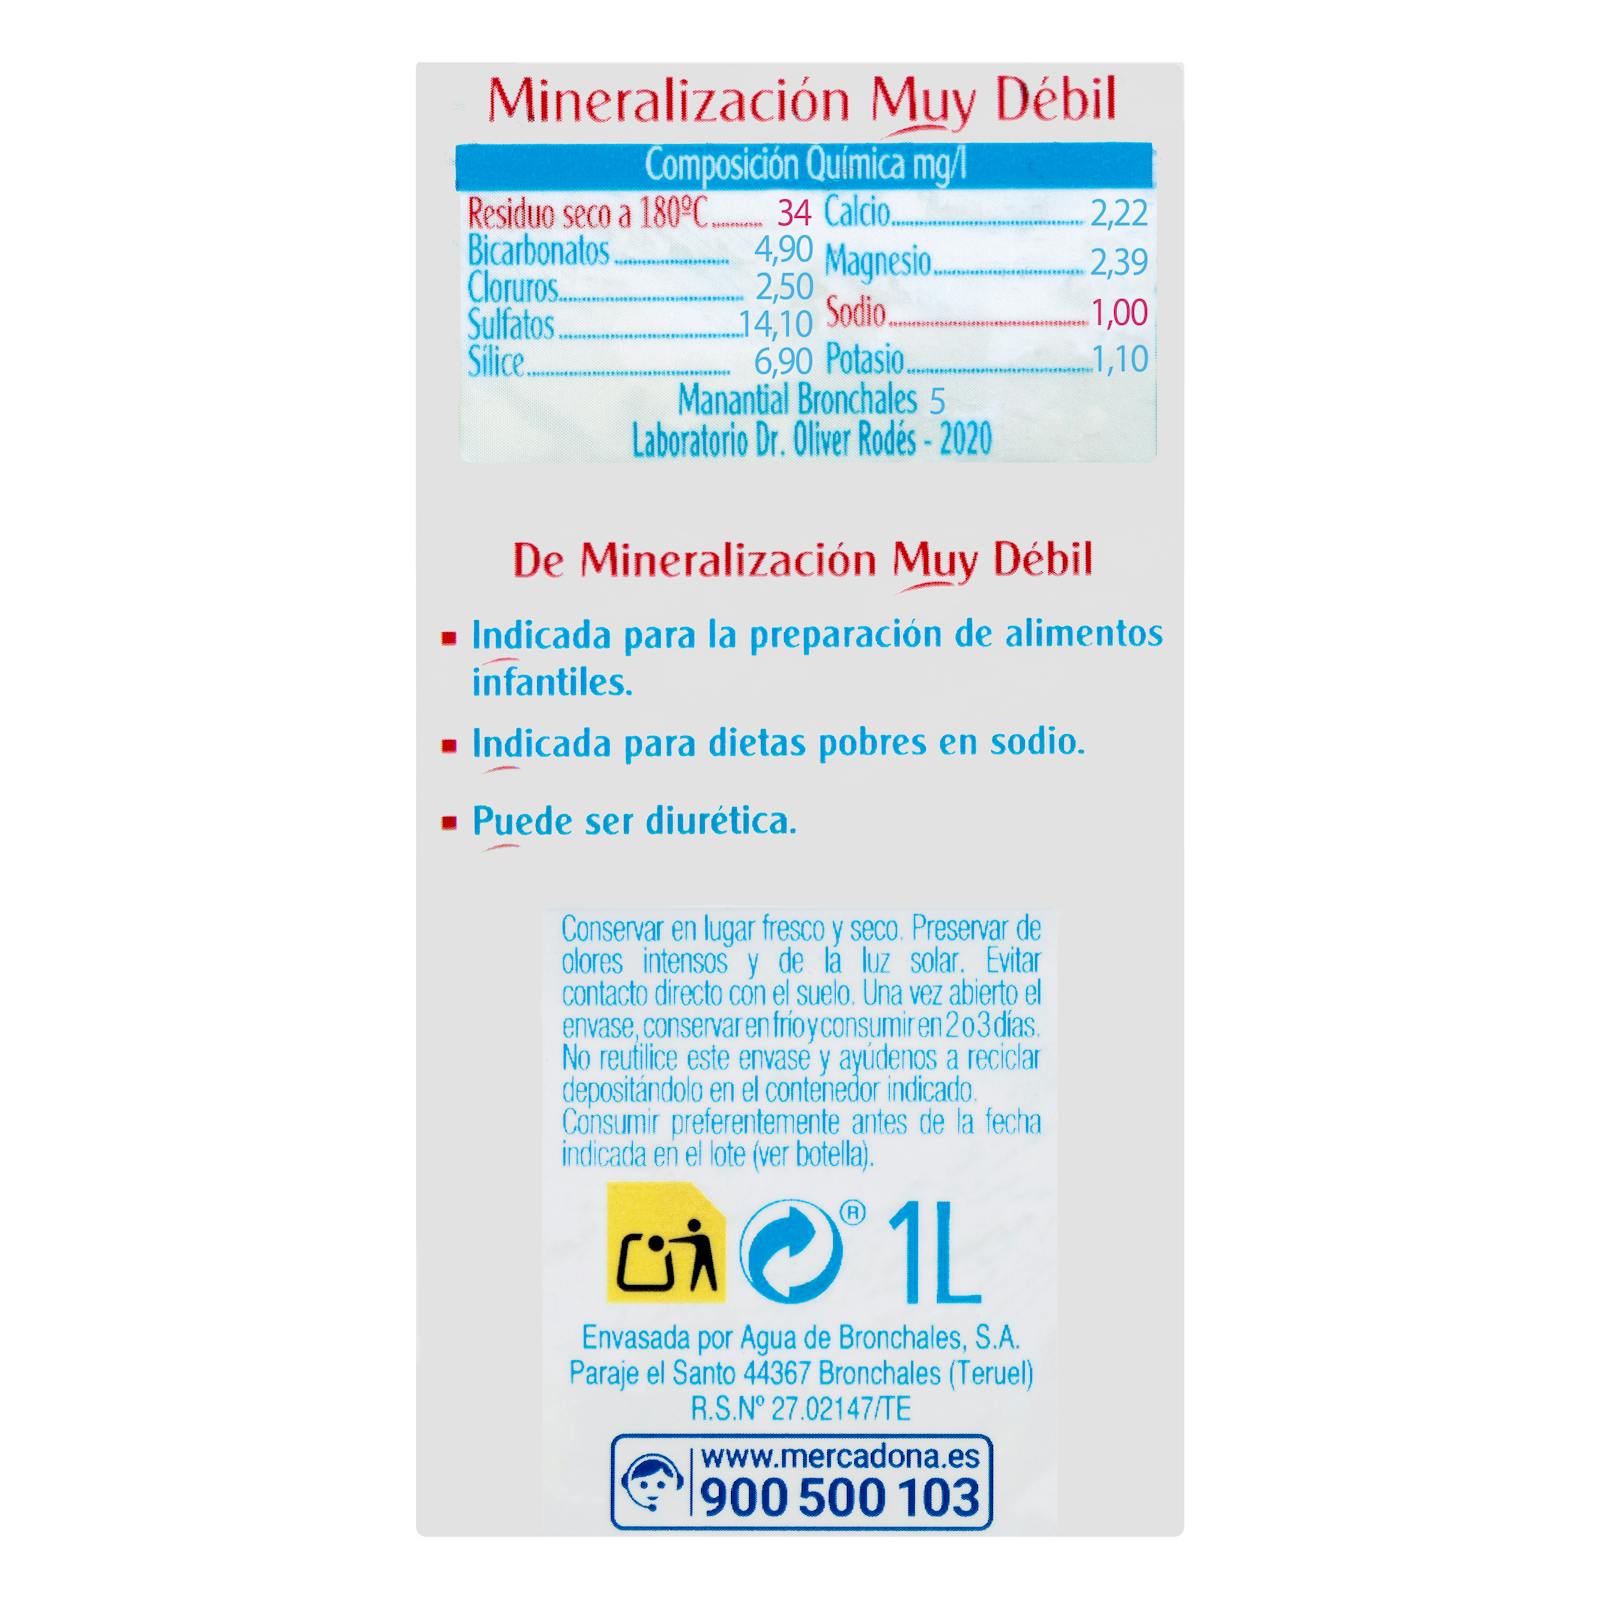 Mineralización Muy Débil
Composición Química mg/l
Residuo seco a 180ºC........ 34
Bicarbonatos ........ 4,90
Cloruros........ 2,50
Sulfatos ........14,10
Sílice........ 6,90
Calcio........ 2,22
Magnesio........ 2,39
Sodio........1,00
Potasio........1,10
Manantial Bronchales 5
Laboratorio Dr. Oliver Rodés - 2020
De Mineralización Muy Débil
Indicada para la preparación de alimentos
infantiles.
Indicada para dietas pobres en sodio.
Puede ser diurética.
Conservar en lugar fresco y seco. Preservar de
olores intensos y de la luz solar. Evitar
contacto directo con el suelo. Una vez abierto el
envase, conservar en frío y consumir en 2 o 3 días.
No reutilice este envase y ayúdenos a reciclar
depositándolo en el contenedor indicado.
Consumir preferentemente antes de la fecha
indicada en el lote (ver botella).
® 1L
Envasada por Agua de Bronchales, S.A.
Paraje el Santo 44367 Bronchales (Teruel)
R.S.Nº 27.02147/TE
www.mercadona.es
900 500 103